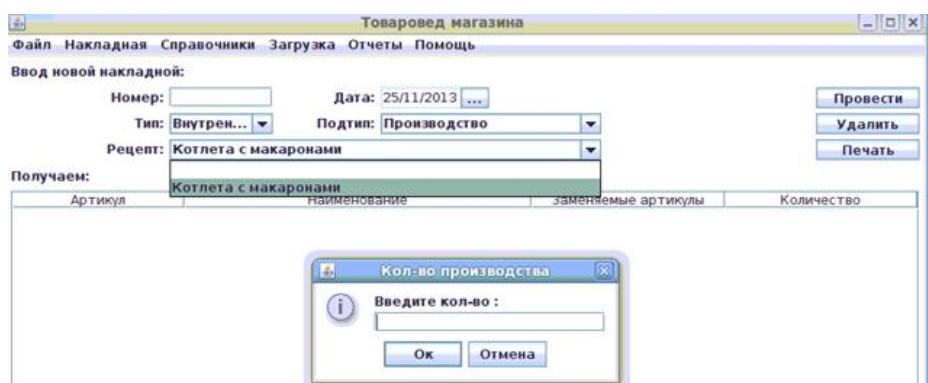 Товаровед магазина
Файл Накладная Справочники Загрузка Отчеты Помощь
Ввод новой накладной:
Номер: Дата: 25/11/2013 ... Провести
Тип: Внутрен... Подтип: Производство Удалить
Рецепт: Котлета с макаронами Печать
Получаем:
Котлета с макаронами
Артикул Наименование Заменяемые артикулы Количество
Кол-во производства
Введите кол-во :
Ок Отмена